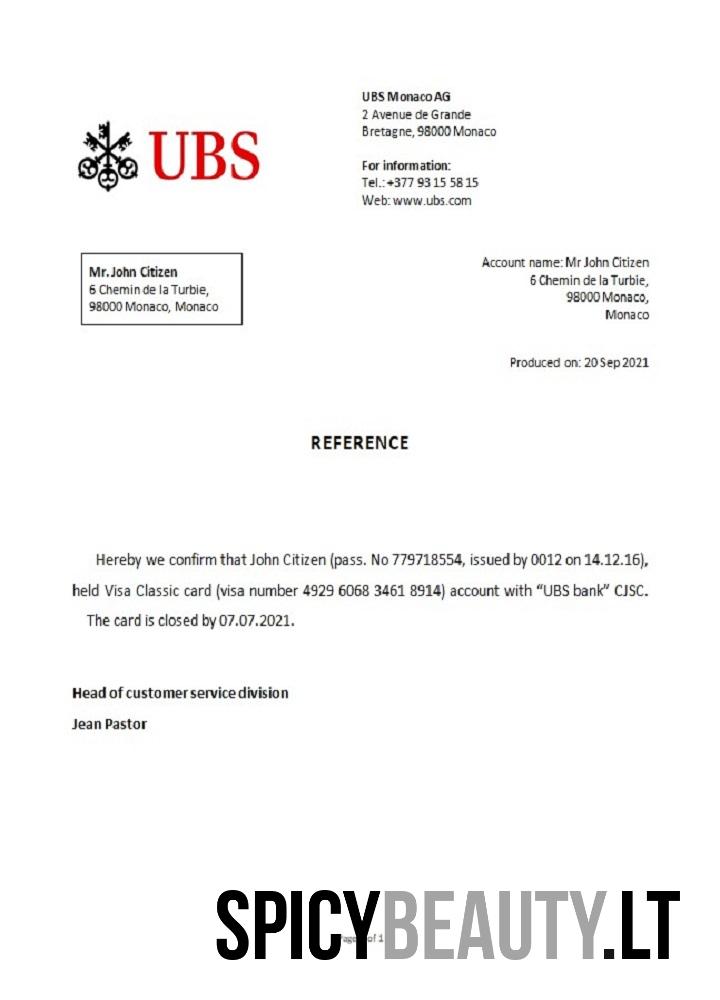 UBS Monaco AG
2 Avenue de Grande
Bretagne, 98000 Monaco
UBS
For information:
Tel.: +377 93 15 58 15
Web: www.ubs.com
Mr. John Citizen
6 Chemin de la Turbie,
98000 Monaco, Monaco
Account name: Mr John Citizen
6 Chemin de la Turbie,
98000 Monaco,
Monaco
Produced on: 20 Sep 2021
REFERENCE
Hereby we confirm that John Citizen (pass. No 779718554, issued by 0012 on 14.12.16),
held Visa Classic card (visa number 4929 6068 3461 8914) account with “UBS bank” CJSC.
The card is closed by 07.07.2021.
Head of customer service division
Jean Pastor
SPICYBEAUTY.LT
of 1